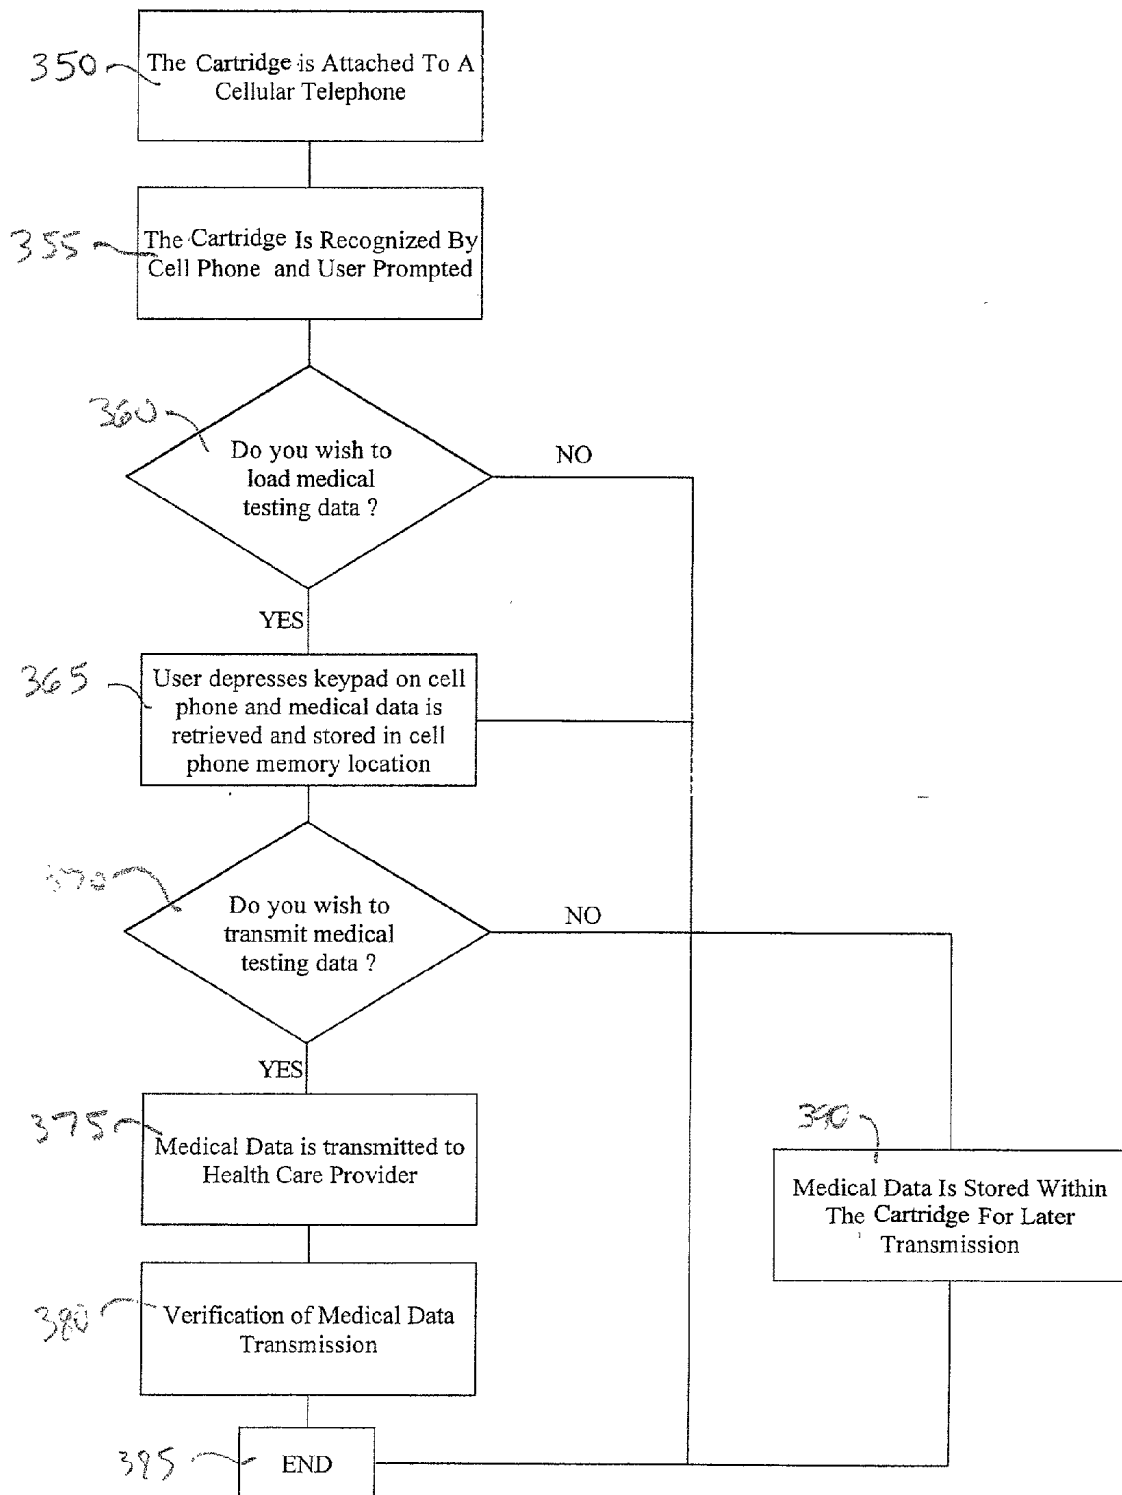 350
The Cartridge is Attached To A
Cellular Telephone
355
The Cartridge Is Recognized By
Cell Phone and User Prompted
360
Do you wish to
load medical
testing data ?
NO
YES
365
User depresses keypad on cell
phone and medical data is
retrieved and stored in cell
phone memory location
370
Do you wish to
transmit medical
testing data ?
NO
YES
375
Medical Data is transmitted to
Health Care Provider
390
Medical Data Is Stored Within
The Cartridge For Later
Transmission
380
Verification of Medical Data
Transmission
395
END